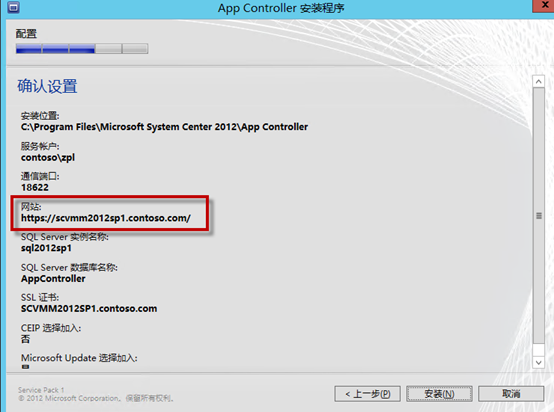 App Controller 安装程序
配置
确认设置
安装位置:
C:\Program Files\Microsoft System Center 2012\App Controller
服务帐户:
contoso\zpl
通信端口:
18622
网站:
https://scvmm2012sp1.contoso.com/
SQL Server 实例名称:
sql2012sp1
SQL Server 数据库名称:
AppController
SSL 证书:
SCVMM2012SP1.contoso.com
CEIP 选择加入:
否
Microsoft Update 选择加入:
Service Pack 1
© 2012 Microsoft Corporation。保留所有权利。
< 上一步(P)
安装(N)
取消